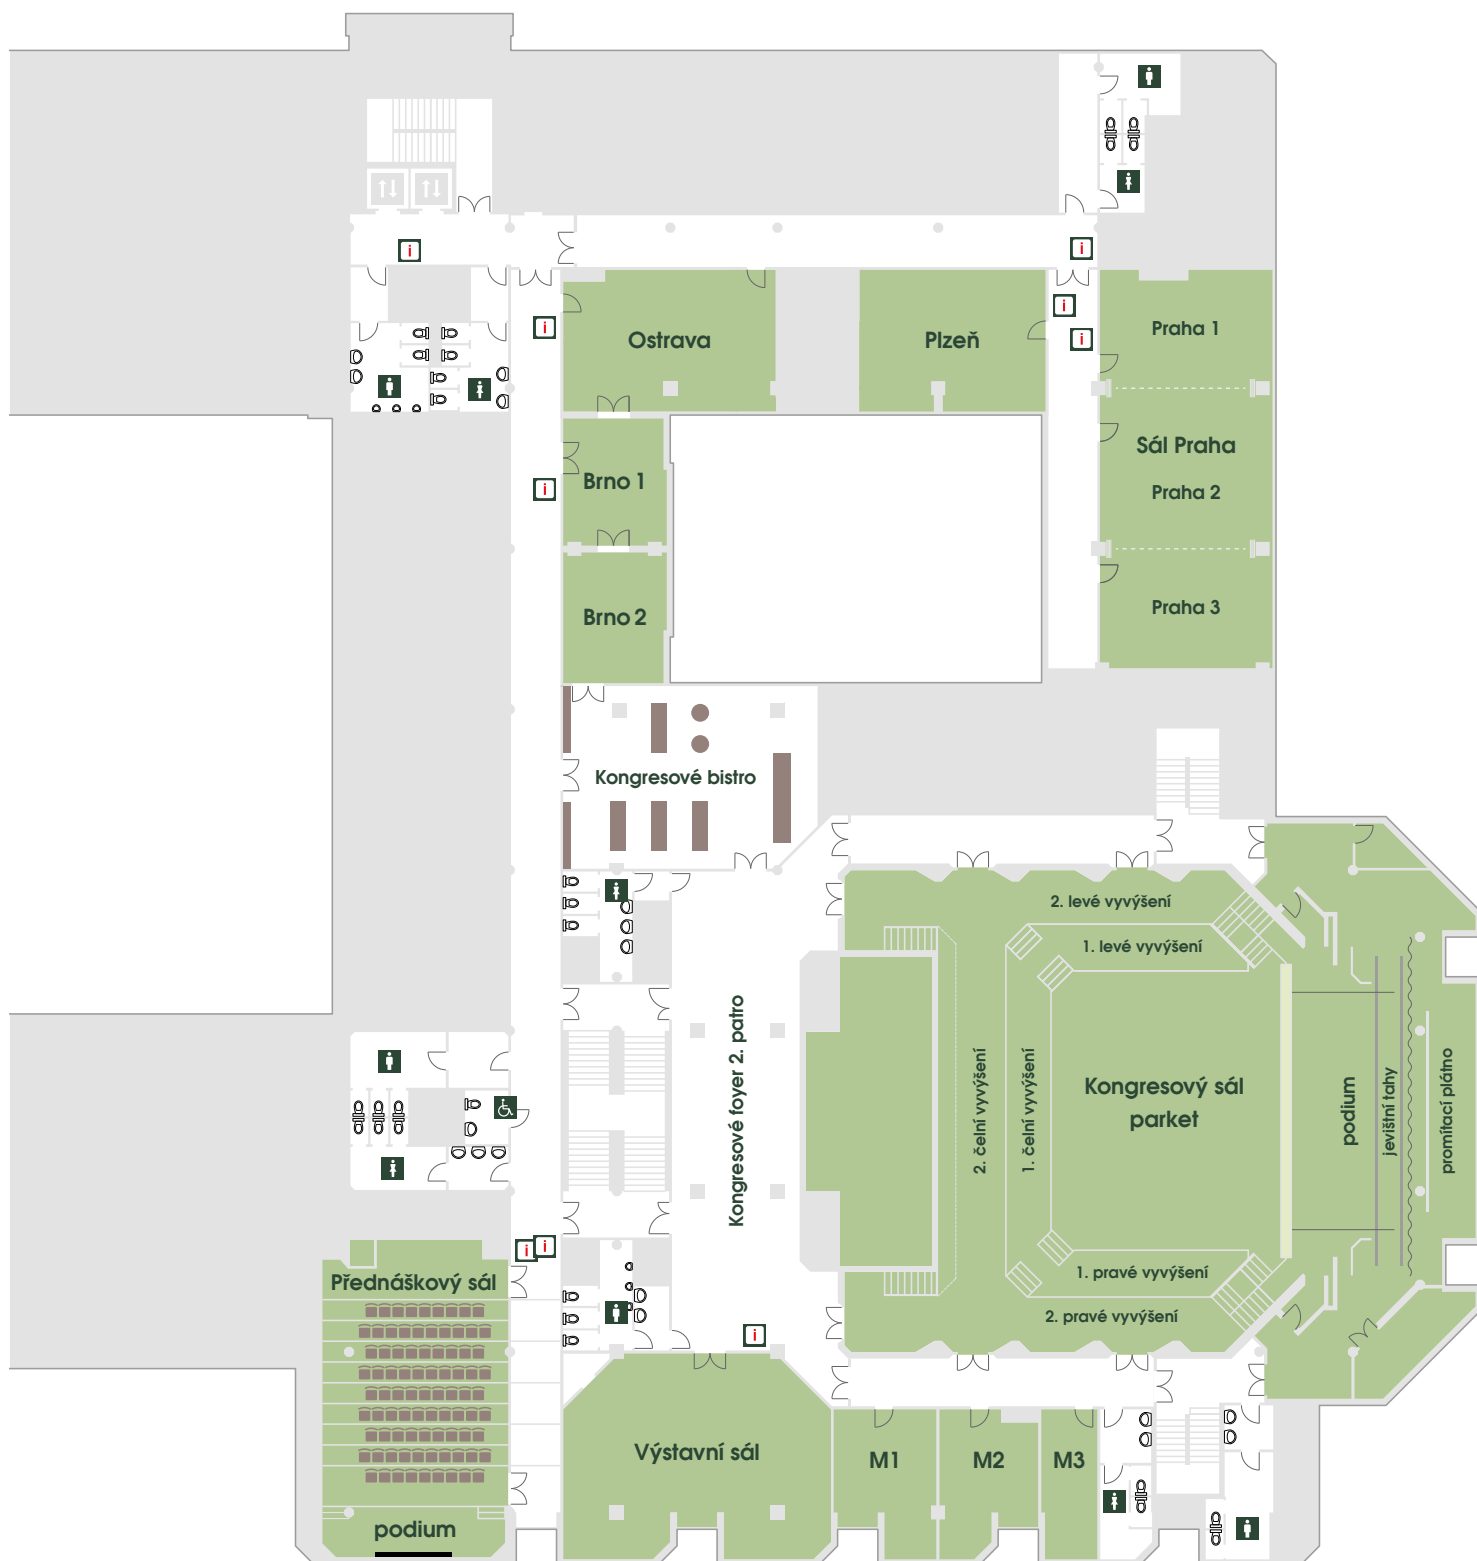 i
i
i
i
i
Ostrava
Plzeň
Praha 1
Sál Praha
Brno 1
i
Praha 2
Brno 2
Praha 3
Kongresové bistro
2. levé vyvýšení
1. levé vyvýšení
Kongresové foyer 2. patro
2. čelní vyvýšení
1. čelní vyvýšení
Kongresový sál
parket
podium
jevištní tahy
promítací plátno
i
i
Přednáškový sál
1. pravé vyvýšení
2. pravé vyvýšení
i
Výstavní sál
M1
M2
M3
podium